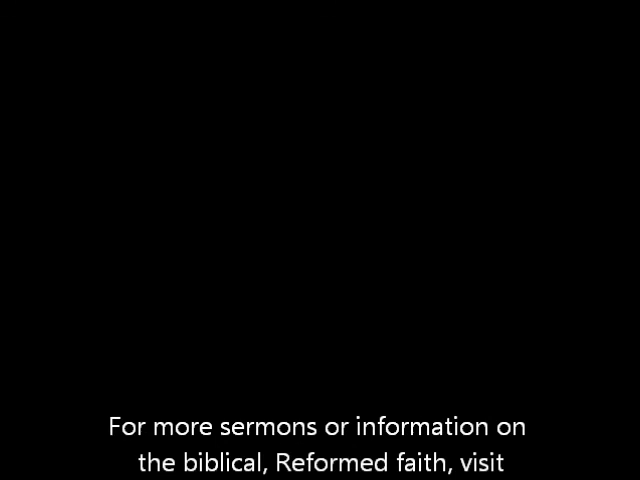 For more sermons or information on
the biblical, Reformed faith, visit